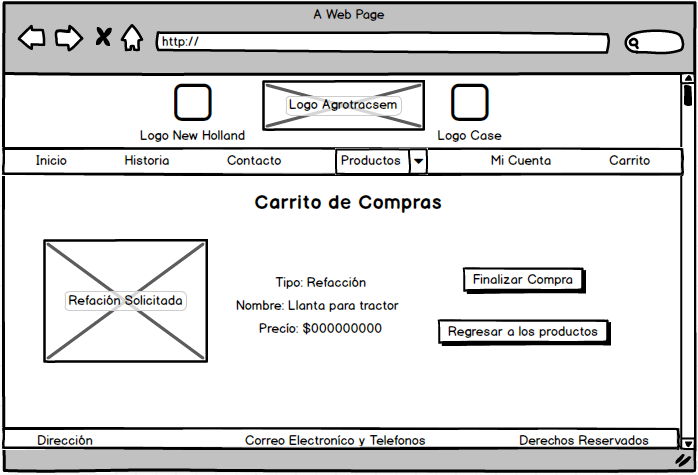 A Web Page
http://
Logo Agrotracsem
Logo New Holland
Logo Case
Inicio
Historia
Contacto
Productos
Mi Cuenta
Carrito
Carrito de Compras
Refación Solicitada
Tipo: Refacción
Nombre: Llanta para tractor
Precio: $000000000
Finalizar Compra
Regresar a los productos
Dirección
Correo Electroníco y Telefonos
Derechos Reservados